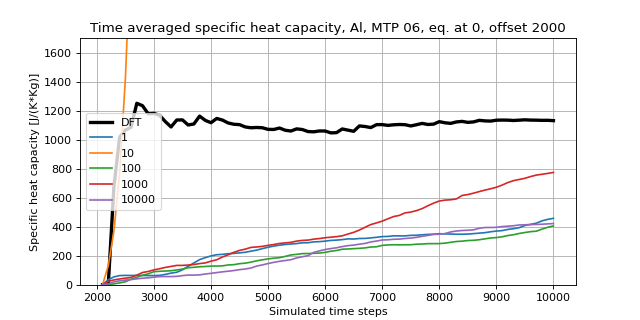 Time averaged specific heat capacity, Al, MTP 06, eq. at 0, offset 2000
Specific heat capacity [J/(K*Kg)]
1600
1400
1200
1000
800
600
400
200
0
DFT
1
10
100
1000
10000
2000 3000 4000 5000 6000 7000 8000 9000 10000
Simulated time steps